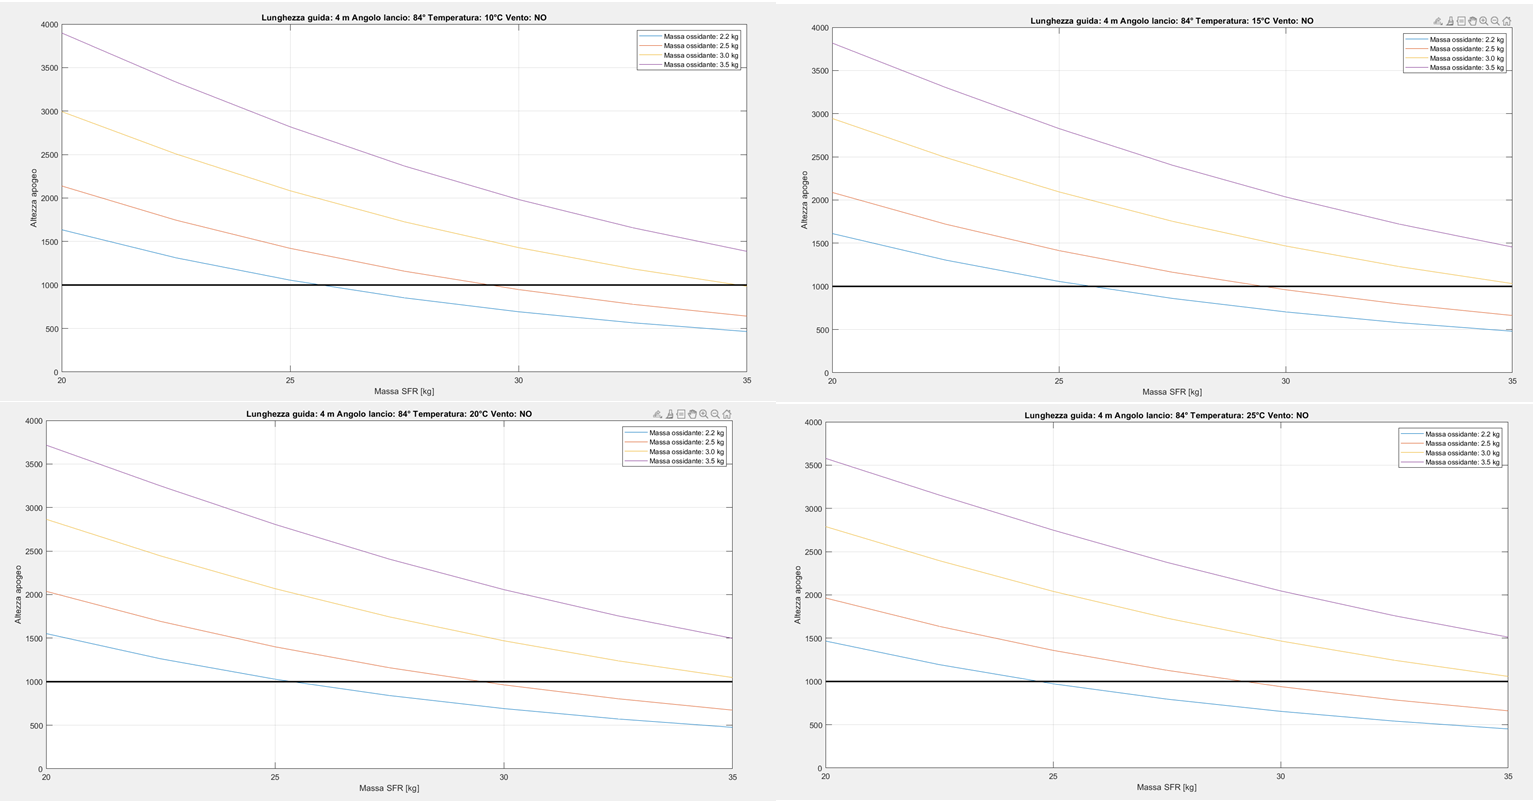 Lunghezza guida: 4 m Angolo lancio: 84° Temperatura: 10°C Vento: NO
Massa ossidante: 2.2 kg
Massa ossidante: 2.5 kg
Massa ossidante: 3.0 kg
Massa ossidante: 3.5 kg
4000
3500
3000
2500
2000
1500
1000
500
0
Altezza apogeo
20
25
30
35
Massa SFR [kg]
Lunghezza guida: 4 m Angolo lancio: 84° Temperatura: 15°C Vento: NO
Massa ossidante: 2.2 kg
Massa ossidante: 2.5 kg
Massa ossidante: 3.0 kg
Massa ossidante: 3.5 kg
4000
3500
3000
2500
2000
1500
1000
500
0
Altezza apogeo
20
25
30
35
Massa SFR [kg]
Lunghezza guida: 4 m Angolo lancio: 84° Temperatura: 20°C Vento: NO
Massa ossidante: 2.2 kg
Massa ossidante: 2.5 kg
Massa ossidante: 3.0 kg
Massa ossidante: 3.5 kg
4000
3500
3000
2500
2000
1500
1000
500
0
Altezza apogeo
20
25
30
35
Massa SFR [kg]
Lunghezza guida: 4 m Angolo lancio: 84° Temperatura: 25°C Vento: NO
Massa ossidante: 2.2 kg
Massa ossidante: 2.5 kg
Massa ossidante: 3.0 kg
Massa ossidante: 3.5 kg
4000
3500
3000
2500
2000
1500
1000
500
0
Altezza apogeo
20
25
30
35
Massa SFR [kg]